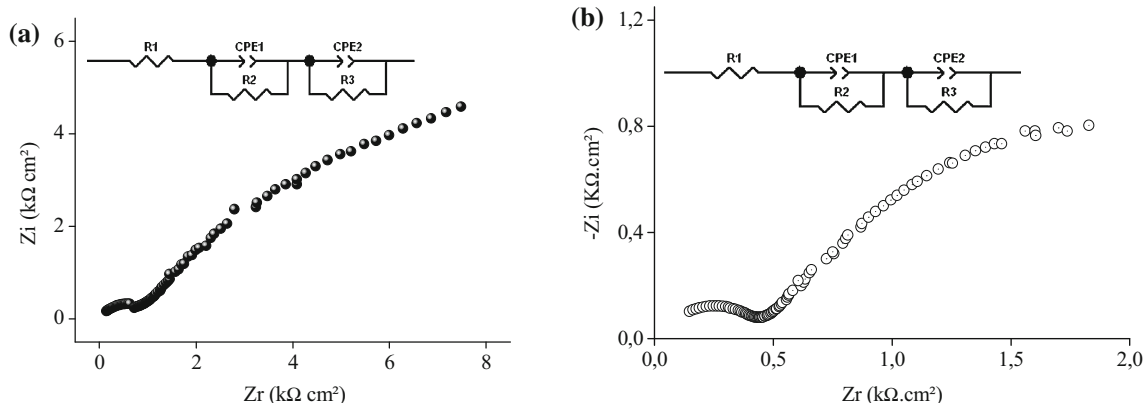 (a)
6
4
2
0
Zi (kΩ cm²)
R1
CPE1
R2
CPE2
R3
0
2
4
6
8
Zr (kΩ cm²)
(b)
1,2
0,8
0,4
0,0
-Zi (KΩ.cm²)
R1
CPE1
R2
CPE2
R3
0,0
0,5
1,0
1,5
2,0
Zr (kΩ.cm²)